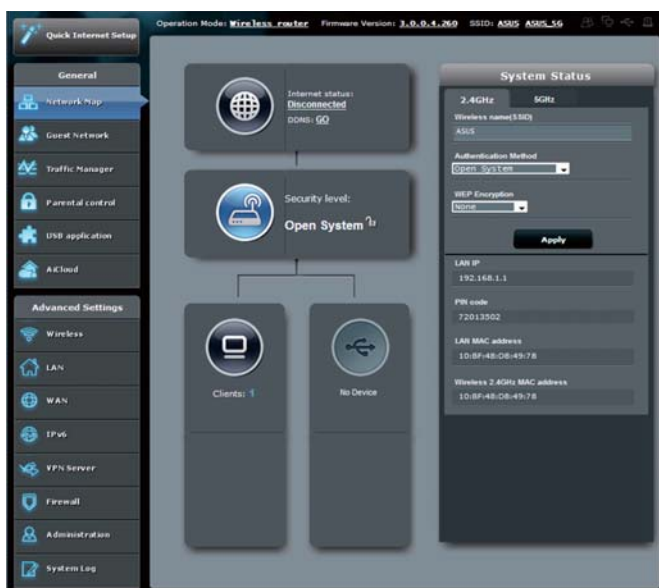 Quick Internet Setup
Operation Mode: Wireless router Firmware Version: 3.0.0.4.260 SSID: ASUS ASUS_5G
General
Network Map
Guest Network
Traffic Manager
Parental control
USB application
AiCloud
Advanced Settings
Wireless
LAN
WAN
IPv6
VPN Server
Firewall
Administration
System Log
Internet status:
Disconnected
DDNS: GO
Security level:
Open System
Clients: 1
No Device
System Status
2.4GHz 5GHz
Wireless name(SSID)
ASUS
Authentication Method
Open System
WEP Encryption
None
Apply
LAN IP
192.168.1.1
PIN code
72013502
LAN MAC address
10:BF:48:D8:49:78
Wireless 2.4GHz MAC address
10:BF:48:D8:49:78